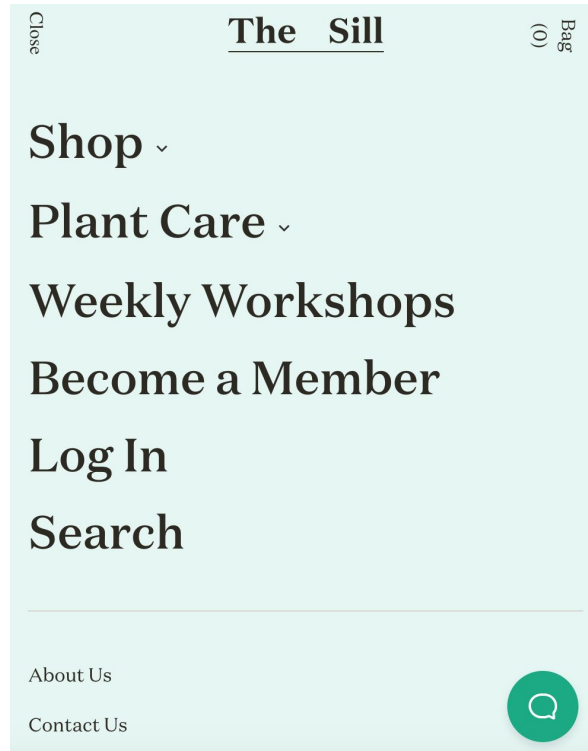 Close
The Sill
Bag
(0)
Shop
Plant Care
Weekly Workshops
Become a Member
Log In
Search
About Us
Contact Us